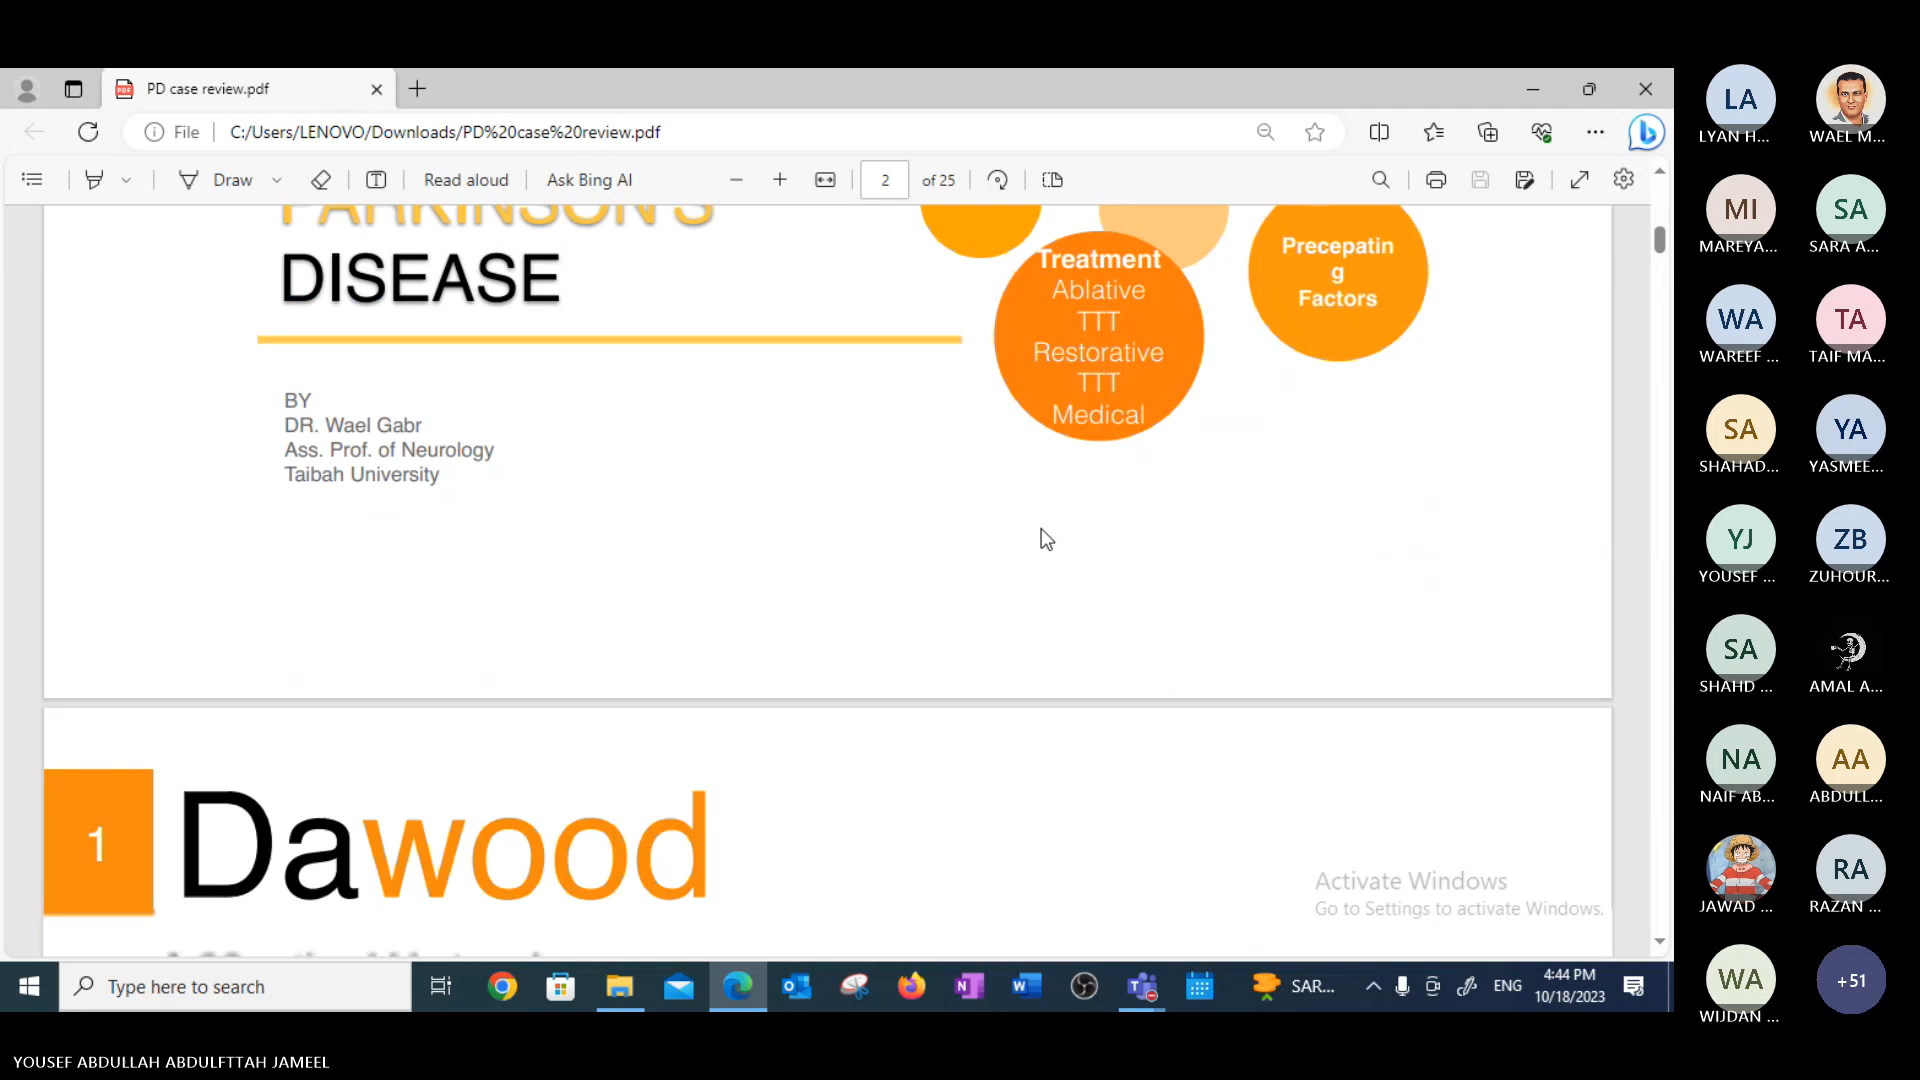 PD case review.pdf
File
C:/Users/LENOVO/Downloads/PD%20case%20review.pdf
Draw
Read aloud
Ask Bing AI
2
of 25
PARKINSON'S
DISEASE
BY
DR. Wael Gabr
Ass. Prof. of Neurology
Taibah University
Treatment
Ablative
TTT
Restorative
TTT
Medical
Precepatin
g
Factors
1
Dawood
Activate Windows
Go to Settings to activate Windows.
Type here to search
SAR...
ENG
4:44 PM
10/18/2023
LA
LYAN H...
WAEL M...
MI
MAREYA...
SA
SARA A...
WA
WAREEF ...
TA
TAIF MA...
SA
SHAHAD...
YA
YASMEE...
YJ
YOUSEF ...
ZB
ZUHOUR...
SA
SHAHD ...
AMAL A...
NA
NAIF AB...
AA
ABDULL...
JAWAD ...
RA
RAZAN ...
WA
WIJDAN ...
+51
YOUSEF ABDULLAH ABDULFTTAH JAMEEL